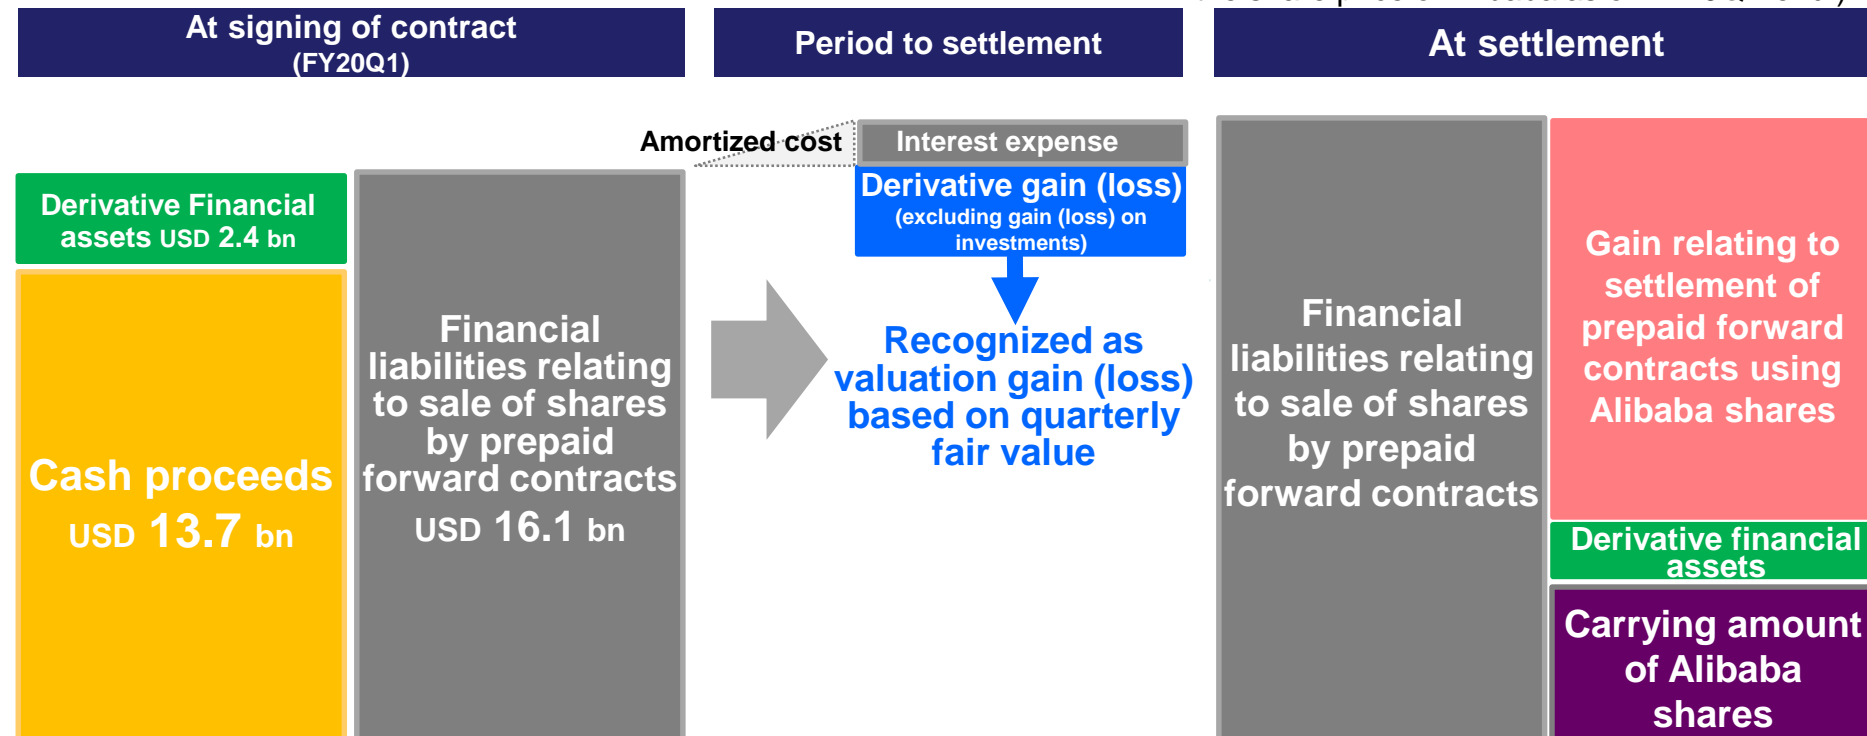 At signing of contract
(FY20Q1)
Period to settlement
At settlement
Amortized cost
Interest expense
Derivative gain (loss)
(excluding gain (loss) on
investments)
Recognized as
valuation gain (loss)
based on quarterly
fair value
Derivative Financial
assets USD 2.4 bn
Cash proceeds
USD 13.7 bn
Financial
liabilities relating
to sale of shares
by prepaid
forward contracts
USD 16.1 bn
Financial
liabilities relating
to sale of shares
by prepaid
forward contracts
Gain relating to
settlement of
prepaid forward
contracts using
Alibaba shares
Derivative financial
assets
Carrying amount
of Alibaba
shares